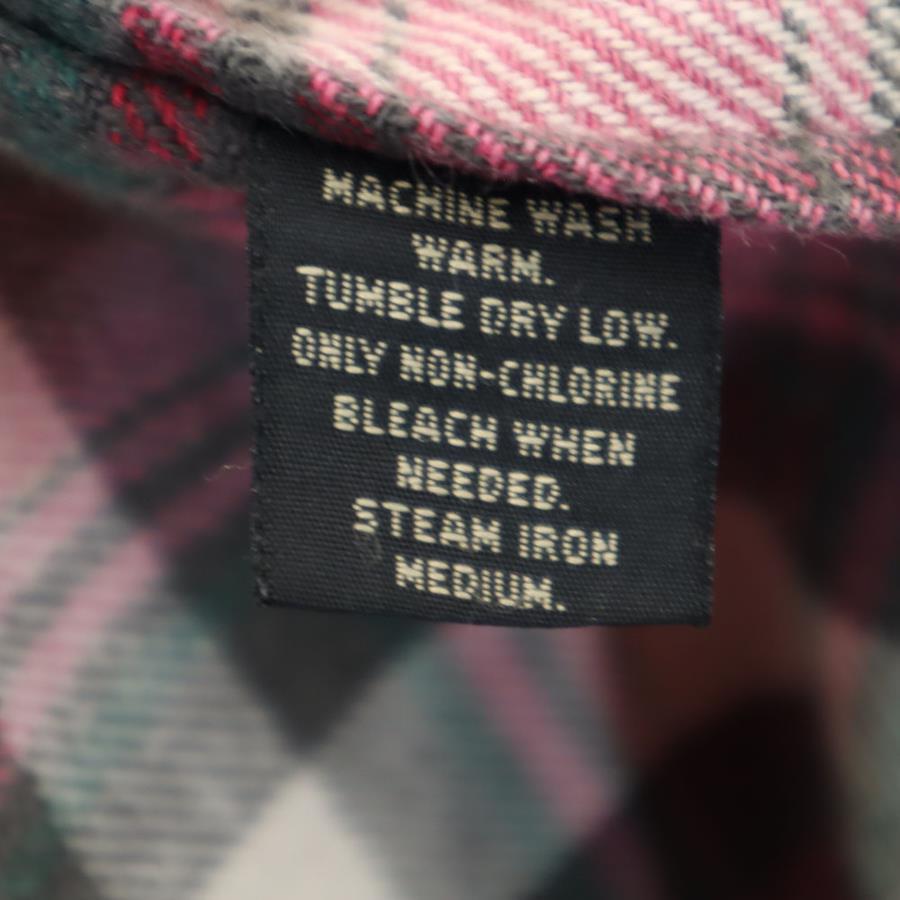 MACHINE WASH
WARM.
TUMBLE DRY LOW.
ONLY NON-CHLORINE
BLEACH WHEN
NEEDED.
STEAM IRON
MEDIUM.